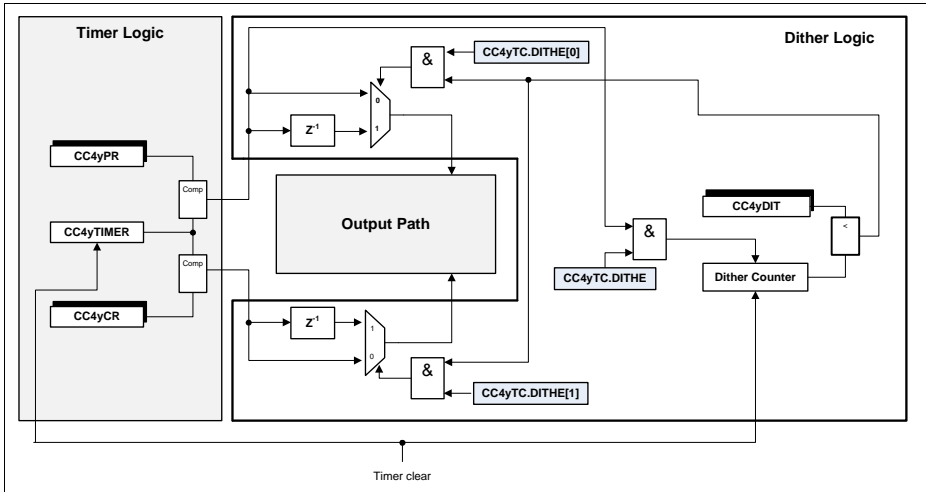 Timer Logic
Dither Logic
CC4yTC.DITHE[0]
&
0
1
Z-1
CC4yPR
Comp
CC4yDIT
Output Path
CC4yTIMER
&
<
Comp
CC4yTC.DITHE
Dither Counter
CC4yCR
Z-1
1
0
&
CC4yTC.DITHE[1]
Timer clear